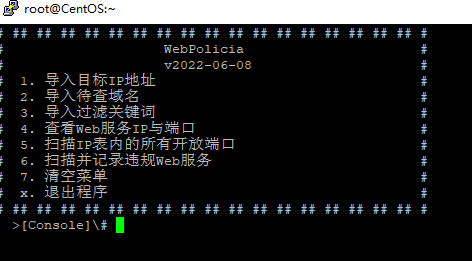 root@CentOS:~
# ## ## ## ## ## ## ## ## ## ## ## ## ## ## ## #
# WebPolicia #
# v2022-06-08 #
# 1. 导入目标IP地址 #
# 2. 导入待查域名 #
# 3. 导入过滤关键词 #
# 4. 查看Web服务IP与端口 #
# 5. 扫描IP表内的所有开放端口 #
# 6. 扫描并记录违规Web服务 #
# 7. 清空菜单 #
# x. 退出程序 #
# ## ## ## ## ## ## ## ## ## ## ## ## ## ## ## #
>[Console]\#